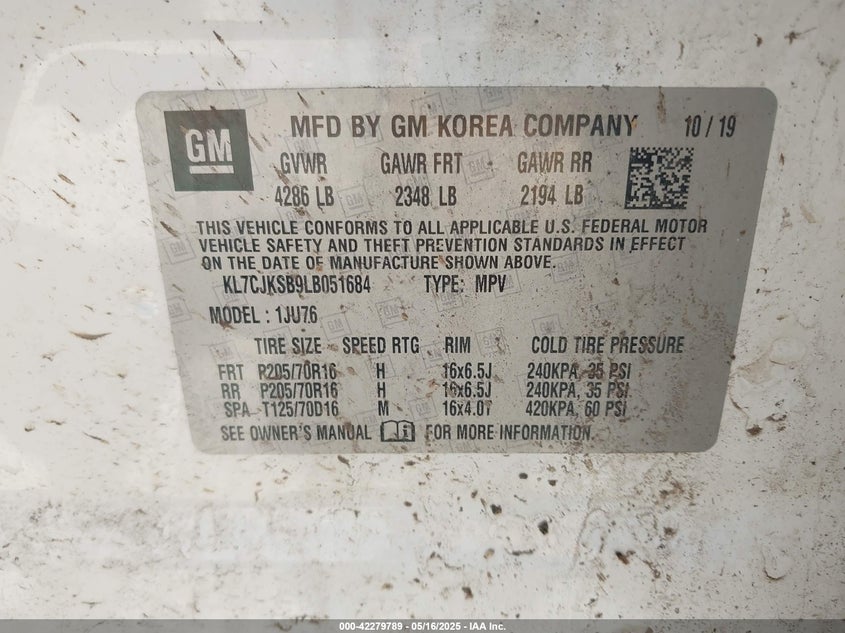 GM
MFD BY GM KOREA COMPANY 10 / 19
GVWR GAWR FRT GAWR RR
4286 LB 2348 LB 2194 LB
THIS VEHICLE CONFORMS TO ALL APPLICABLE U.S. FEDERAL MOTOR
VEHICLE SAFETY AND THEFT PREVENTION STANDARDS IN EFFECT
ON THE DATE OF MANUFACTURE SHOWN ABOVE.
KL7CJKSB9LB051684 TYPE: MPV
MODEL : 1JU76
TIRE SIZE SPEED RTG RIM COLD TIRE PRESSURE
FRT P205/70R16 H 16x6.5J 240KPA, 35 PSI
RR P205/70R16 H 16x6.5J 240KPA, 35 PSI
SPA T125/70D16 M 16x4.0T 420KPA, 60 PSI
SEE OWNER'S MANUAL FOR MORE INFORMATION.
000-42279789 - 05/16/2025 - IAA Inc.